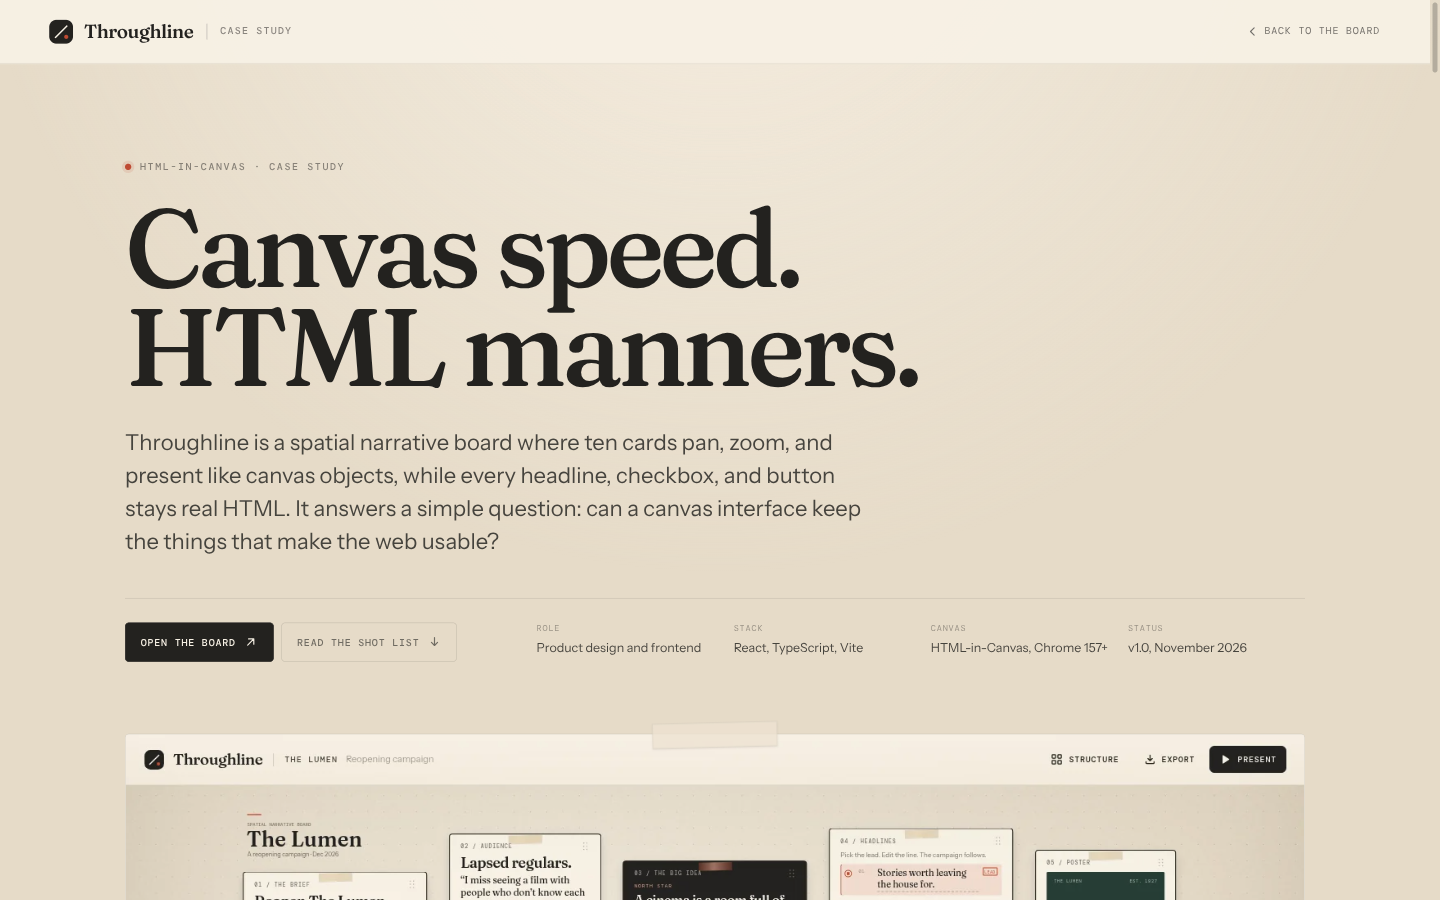 Throughline
CASE STUDY
BACK TO THE BOARD
HTML-IN-CANVAS · CASE STUDY
Canvas speed.
HTML manners.
Throughline is a spatial narrative board where ten cards pan, zoom, and
present like canvas objects, while every headline, checkbox, and button
stays real HTML. It answers a simple question: can a canvas interface keep
the things that make the web usable?
OPEN THE BOARD
READ THE SHOT LIST
ROLE
Product design and frontend
STACK
React, TypeScript, Vite
CANVAS
HTML-in-Canvas, Chrome 157+
STATUS
v1.0, November 2026
Throughline
THE LUMEN Reopening campaign
STRUCTURE
EXPORT
PRESENT
SPATIAL NARRATIVE BOARD
The Lumen
A reopening campaign · Dec 2026
01 / THE BRIEF
02 / AUDIENCE
Lapsed regulars.
“I miss seeing a film with
people who don’t know each
03 / THE BIG IDEA
NORTH STAR
04 / HEADLINES
Pick the lead. Edit the line. The campaign follows.
01
Stories worth leaving
the house for.
05 / POSTER
THE LUMEN
EST. 1937